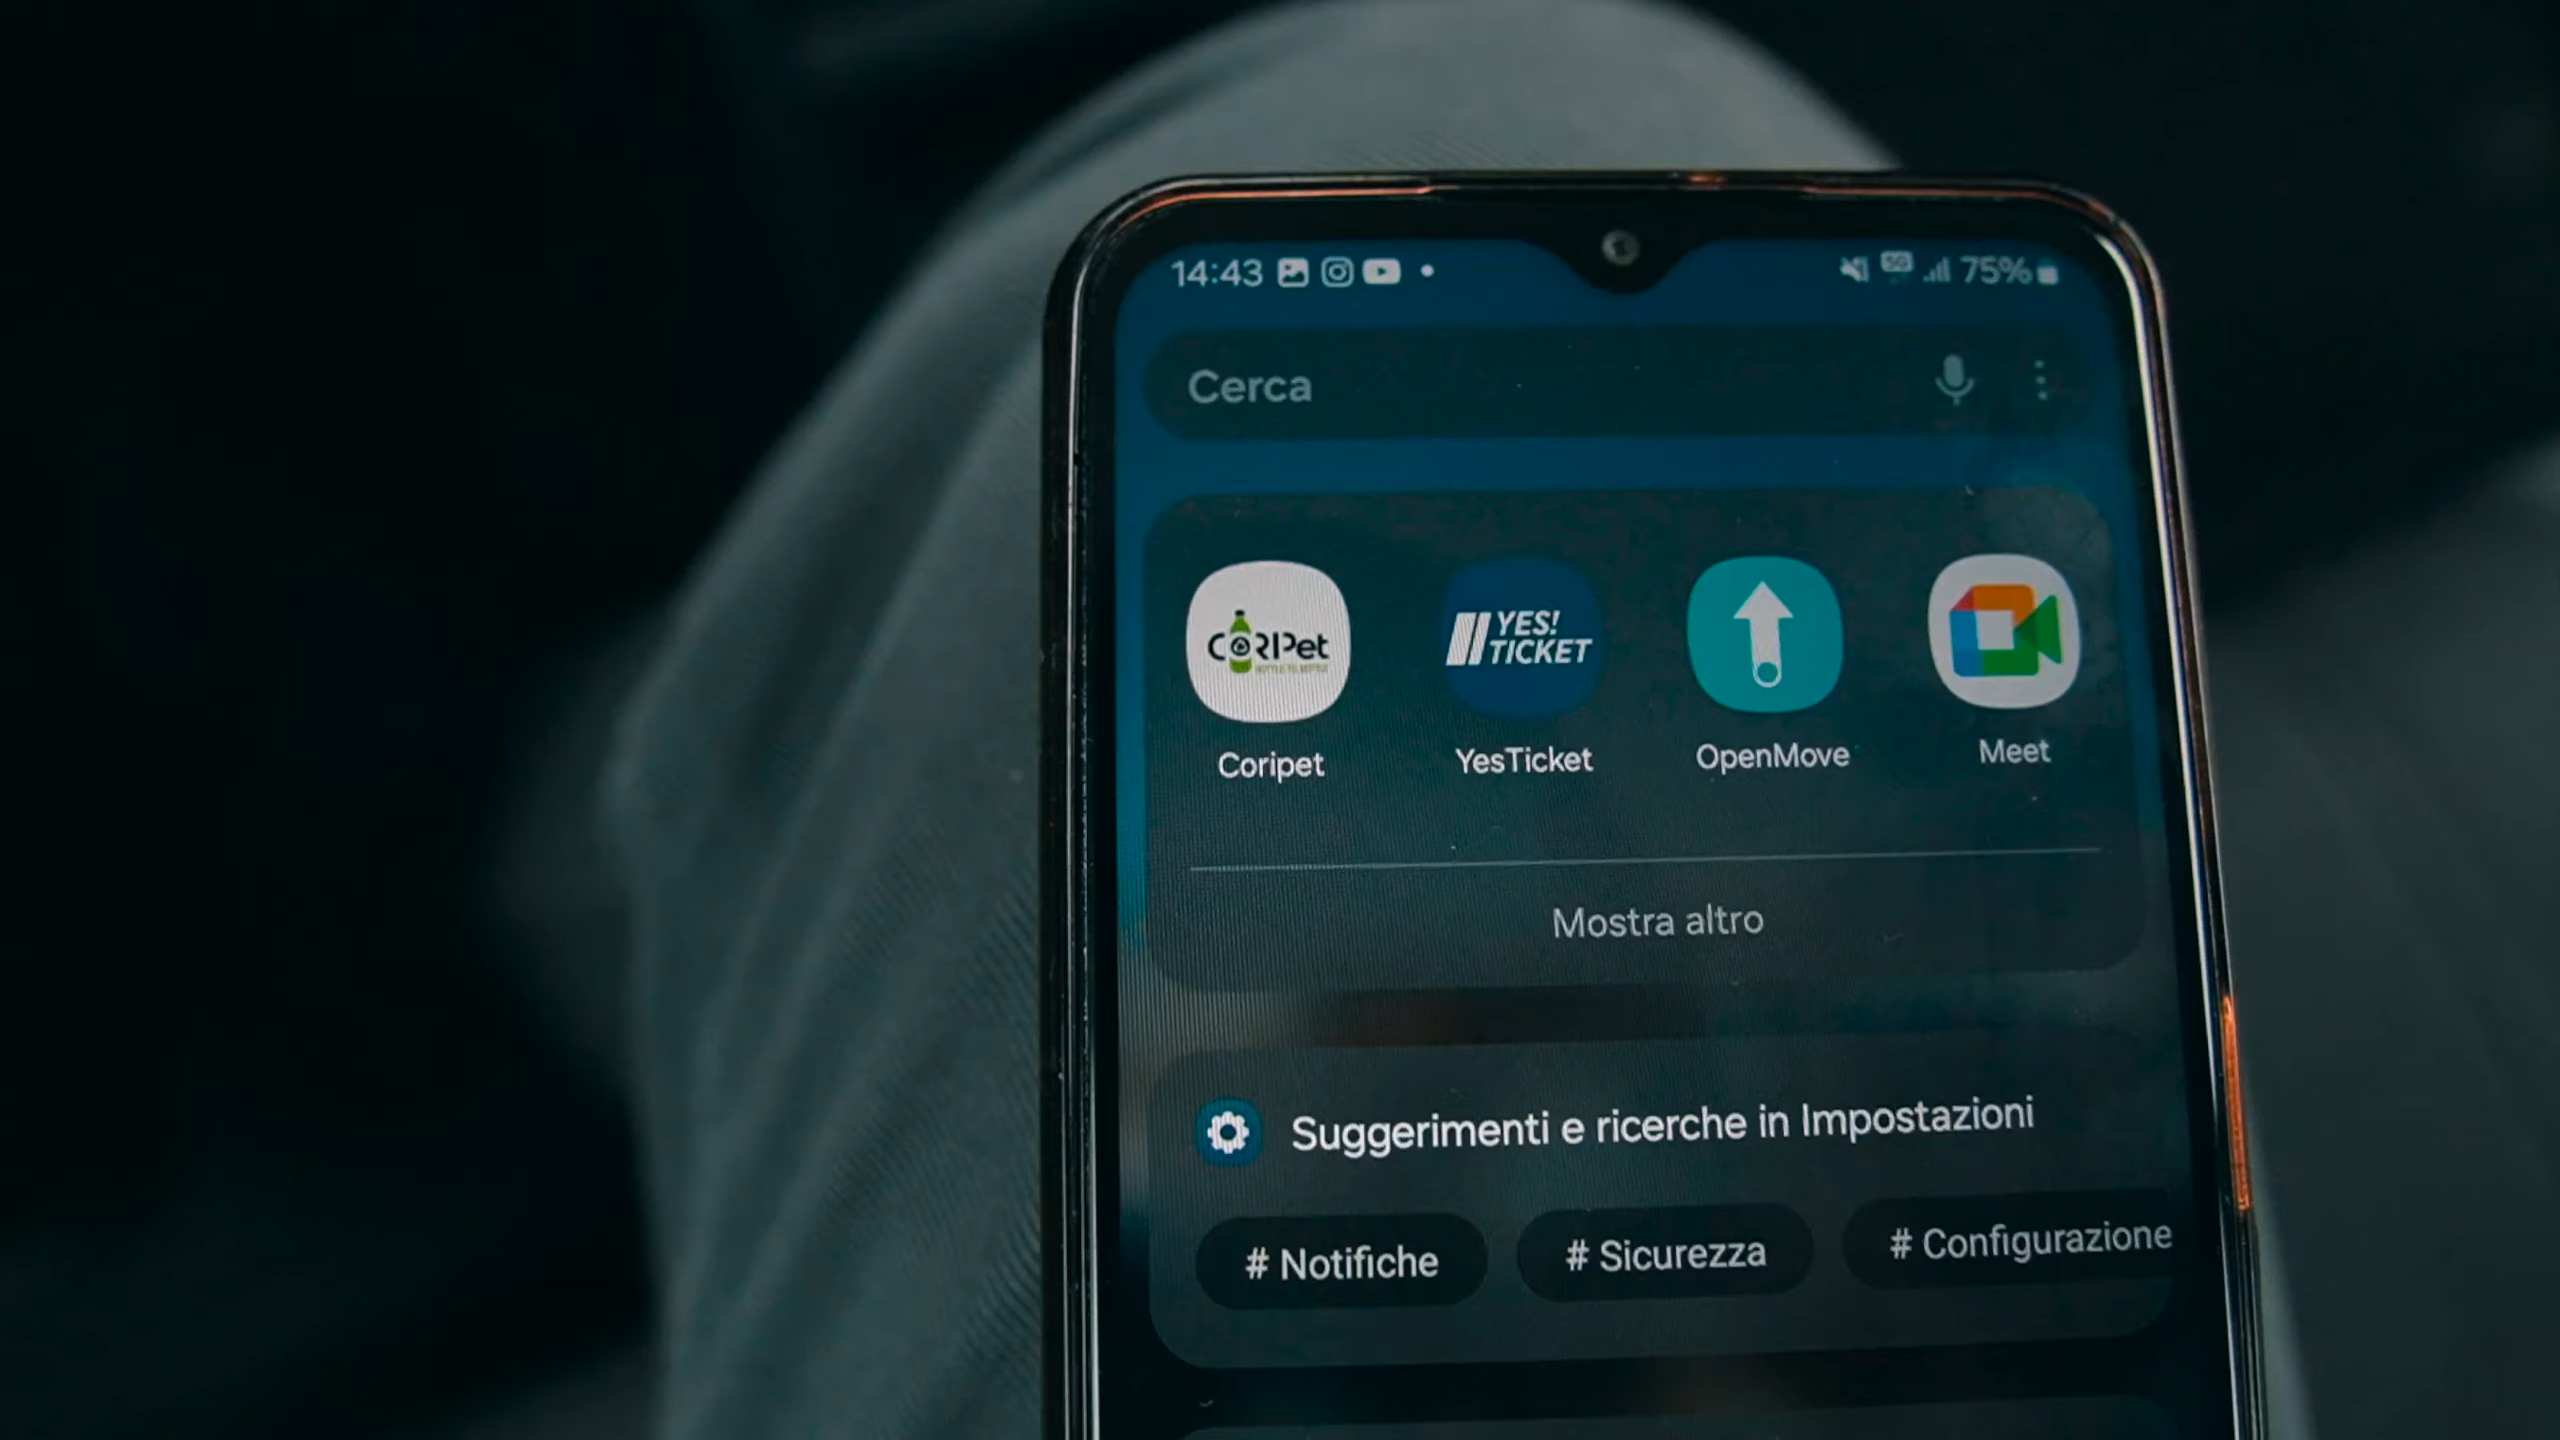 14:43
5G
75%
Cerca
CORIPet
YES!
TICKET
Coripet
YesTicket
OpenMove
Meet
Mostra altro
Suggerimenti e ricerche in Impostazioni
# Notifiche
# Sicurezza
# Configurazione